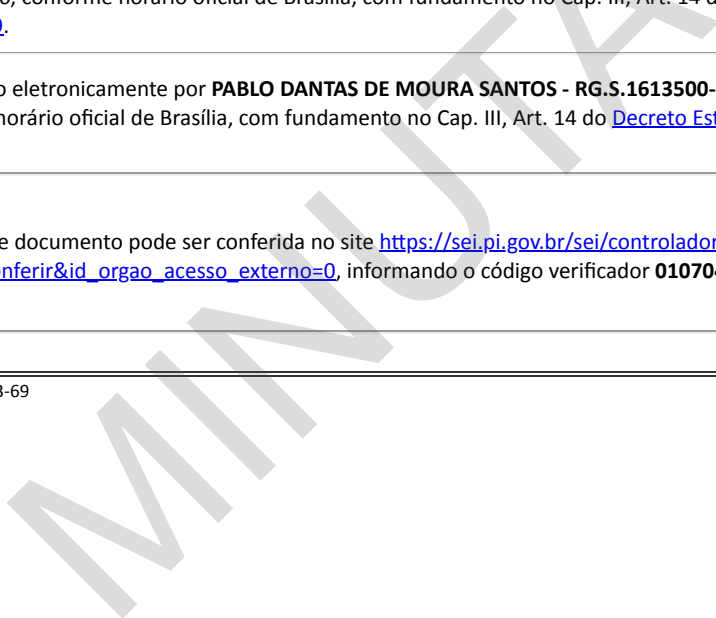 , conforme horário oficial de Brasília, com fundamento no Cap. III, Art. 14 d
.
o eletronicamente por PABLO DANTAS DE MOURA SANTOS - RG.S.1613500-
horário oficial de Brasília, com fundamento no Cap. III, Art. 14 do Decreto Est
e documento pode ser conferida no site https://sei.pi.gov.br/sei/controlador
nferir&id_orgao_acesso_externo=0, informando o código verificador 010704
3-69
MINUTA